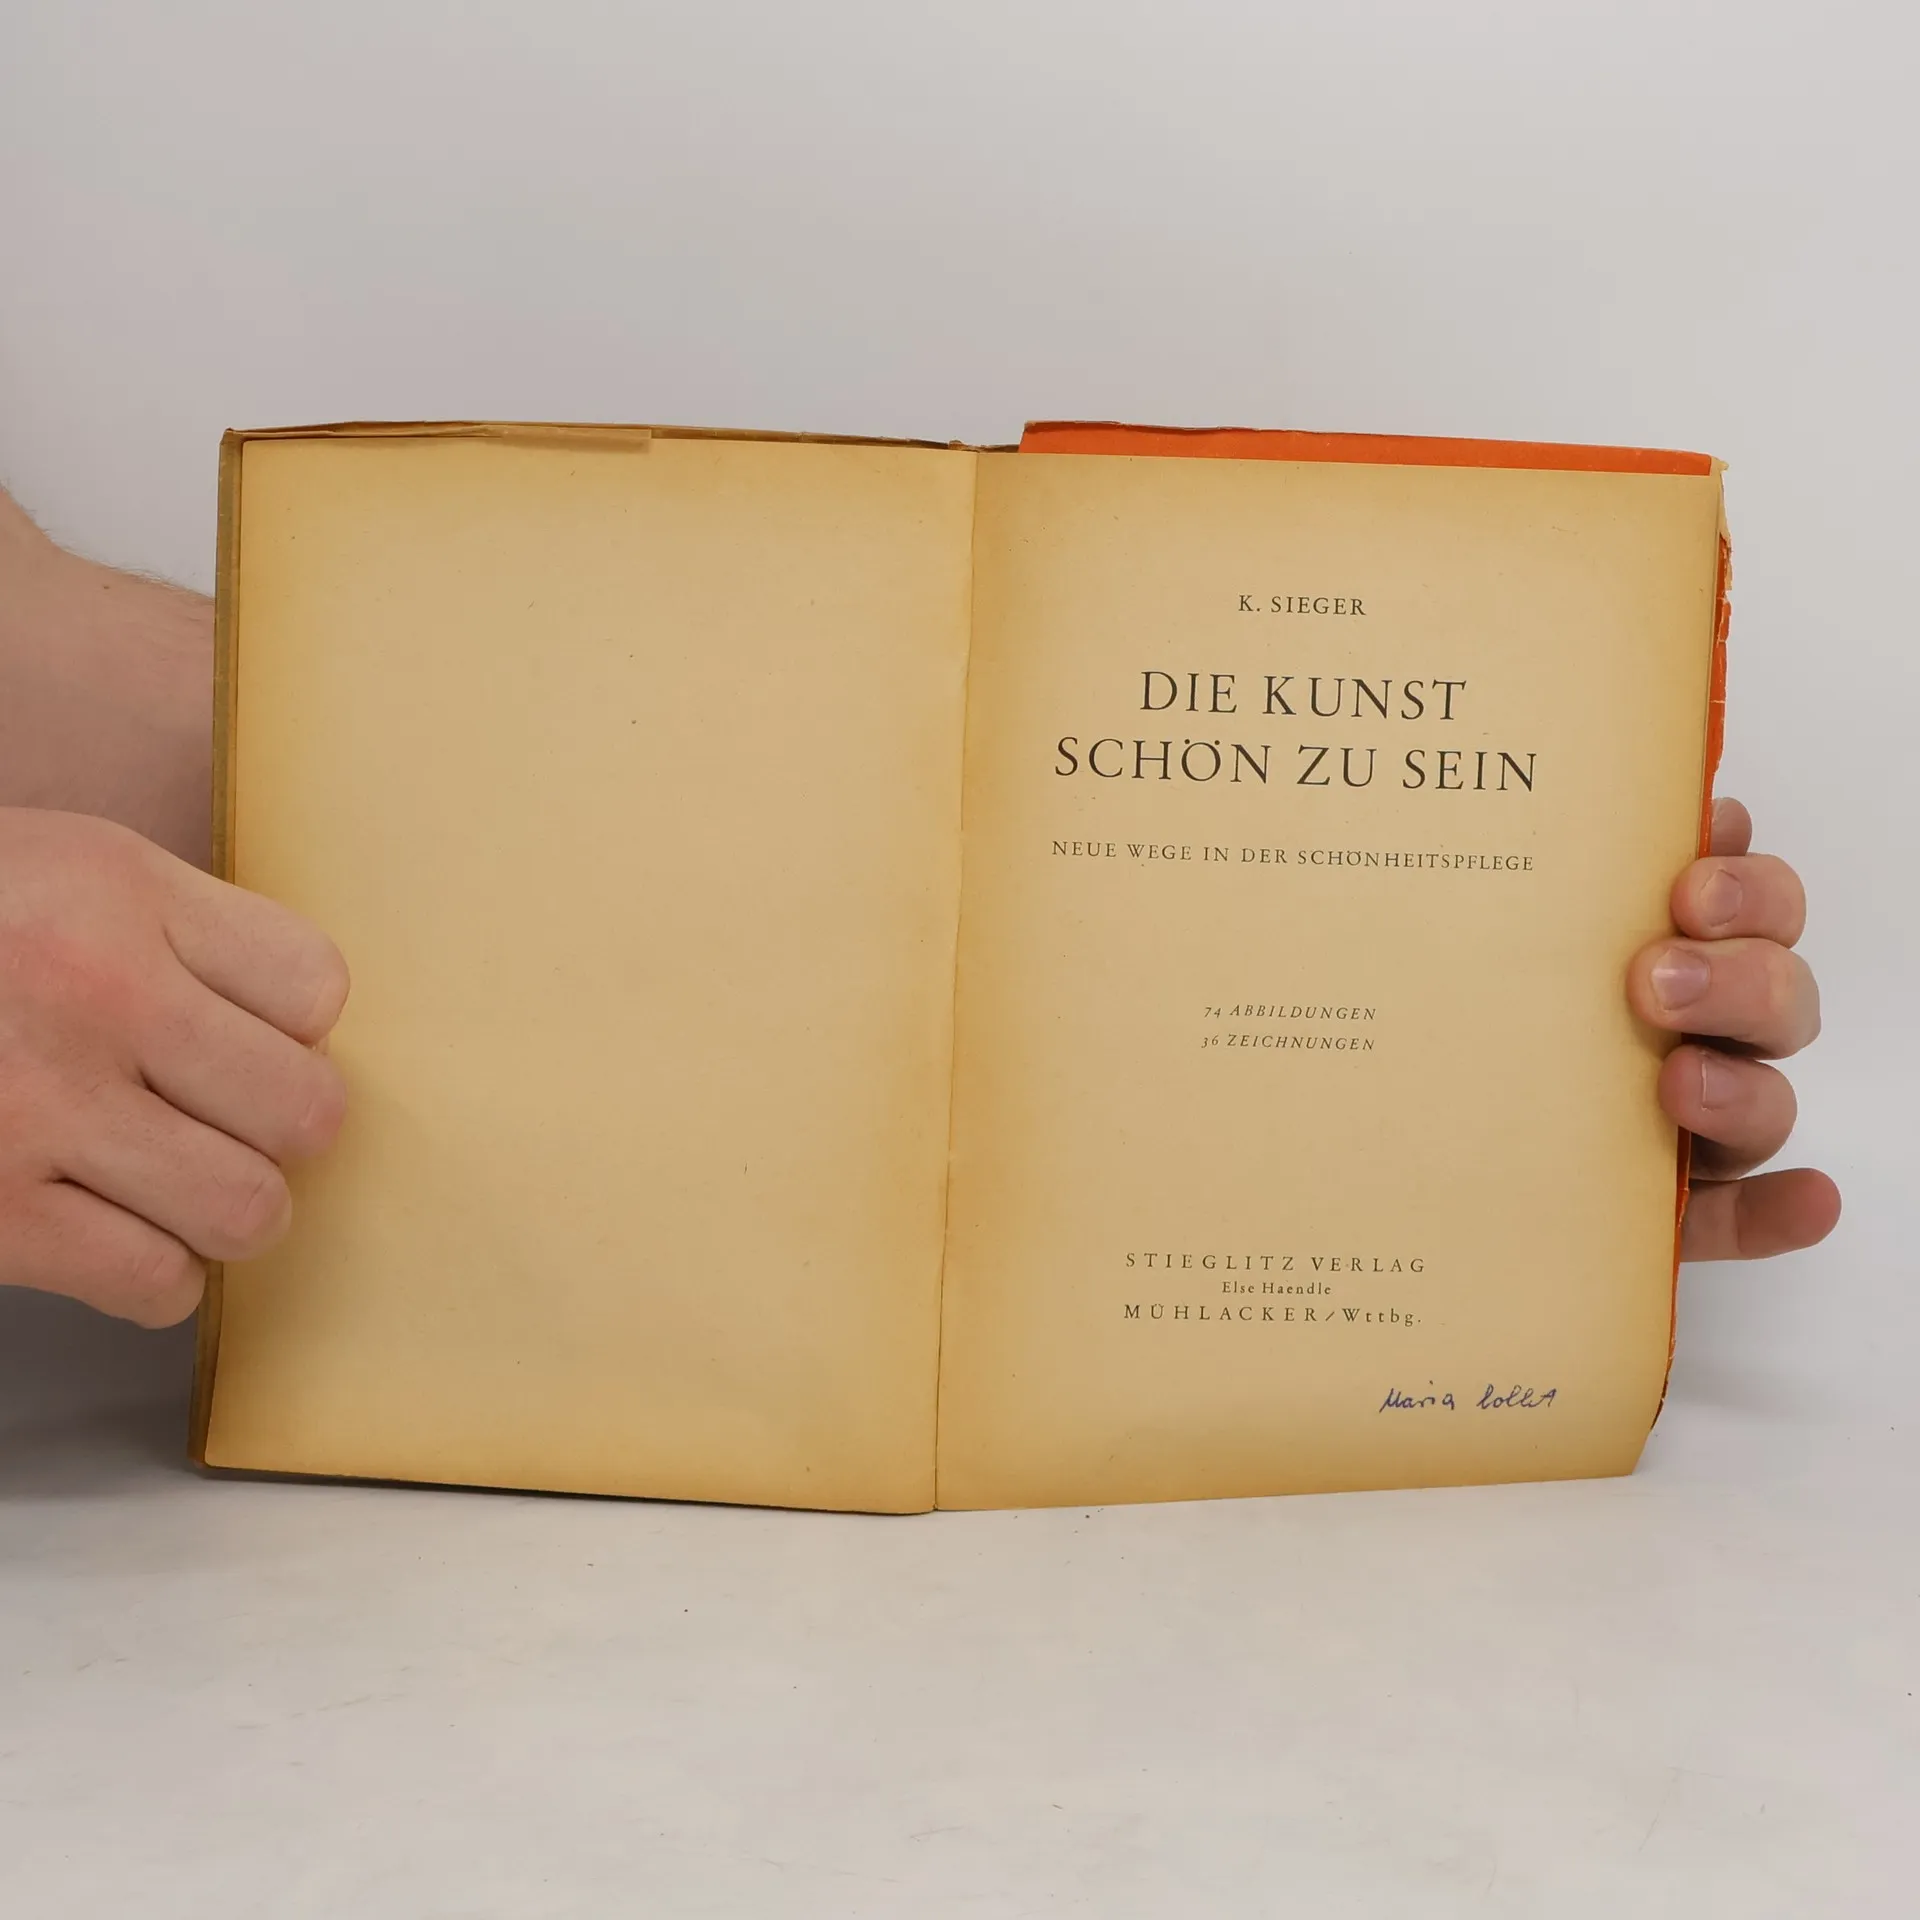 K. SIEGER
DIE KUNST
SCHÖN ZU SEIN
NEUE WEGE IN DER SCHÖNHEITSPFLEGE
74 ABBILDUNGEN
36 ZEICHNUNGEN
STIEGLITZ VERLAG
Else Haendle
MÜHLACKER/Wttbg.
Maria